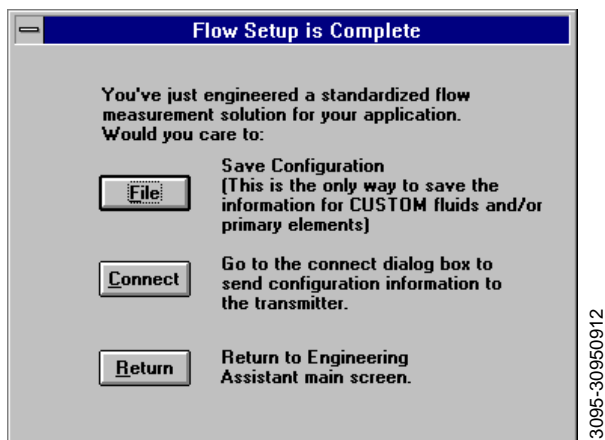 Flow Setup is Complete
You've just engineered a standardized flow
measurement solution for your application.
Would you care to:
File
Save Configuration
(This is the only way to save the
information for CUSTOM fluids and/or
primary elements)
Connect
Go to the connect dialog box to
send configuration information to
the transmitter.
Return
Return to Engineering
Assistant main screen.
3095-30950912